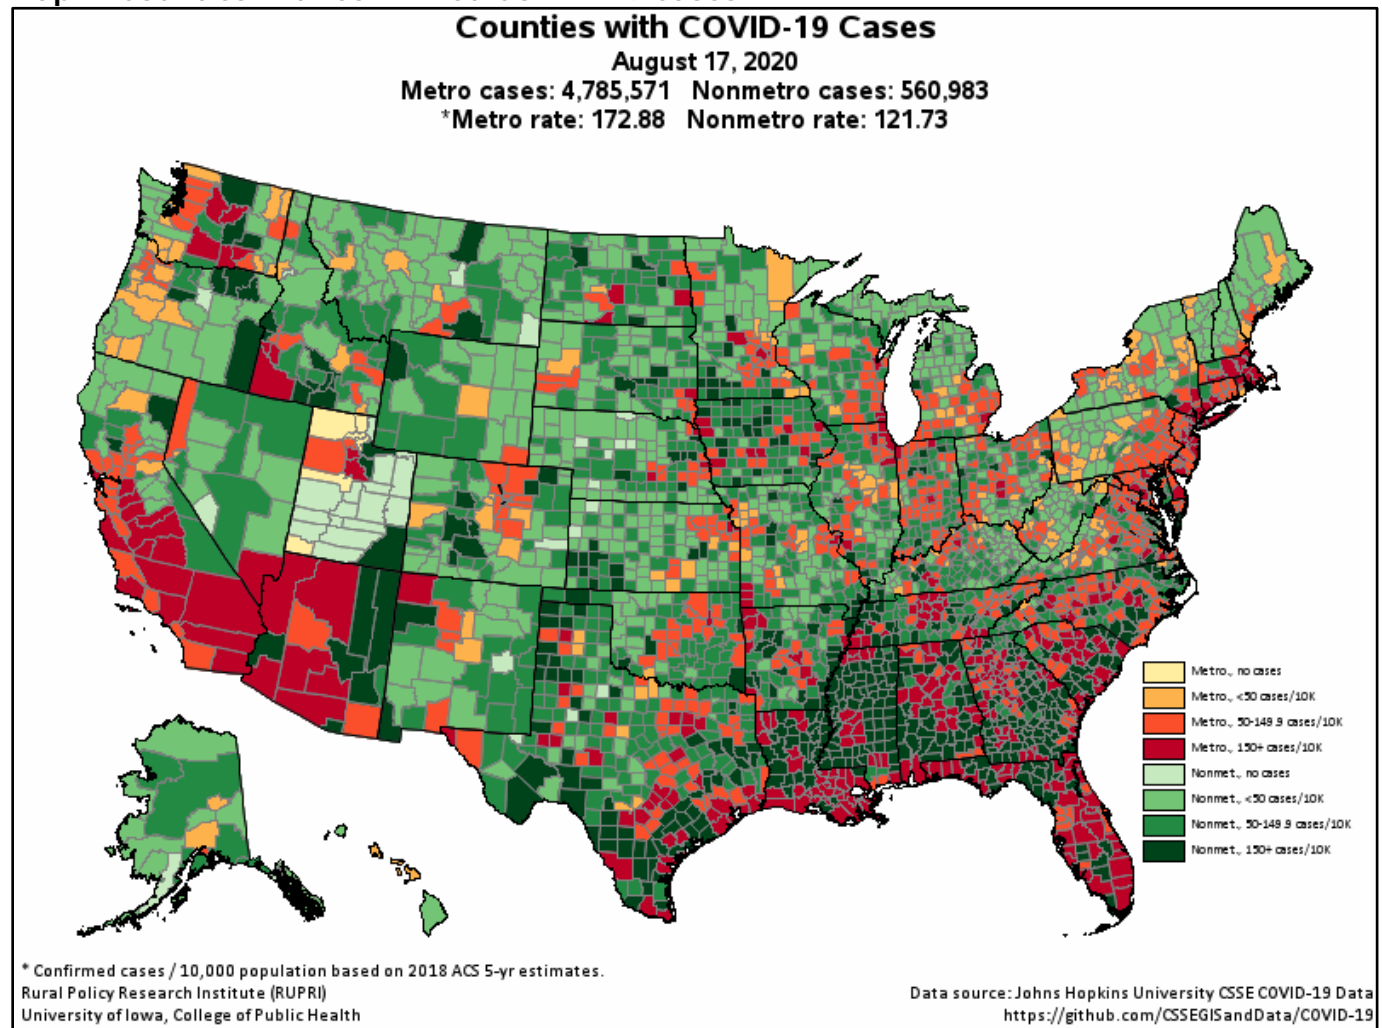 Counties with COVID-19 Cases
August 17, 2020
Metro cases: 4,785,571 Nonmetro cases: 560,983
*Metro rate: 172.88 Nonmetro rate: 121.73
Metro., no cases
Metro., <50 cases/10K
Metro., 50-149.9 cases/10K
Metro., 150+ cases/10K
Nonmet., no cases
Nonmet., <50 cases/10K
Nonmet., 50-149.9 cases/10K
Nonmet., 150+ cases/10K
* Confirmed cases / 10,000 population based on 2018 ACS 5-yr estimates.
Rural Policy Research Institute (RUPRI)
University of Iowa, College of Public Health
Data source: Johns Hopkins University CSSE COVID-19 Data
https://github.com/CSSEGISandData/COVID-19